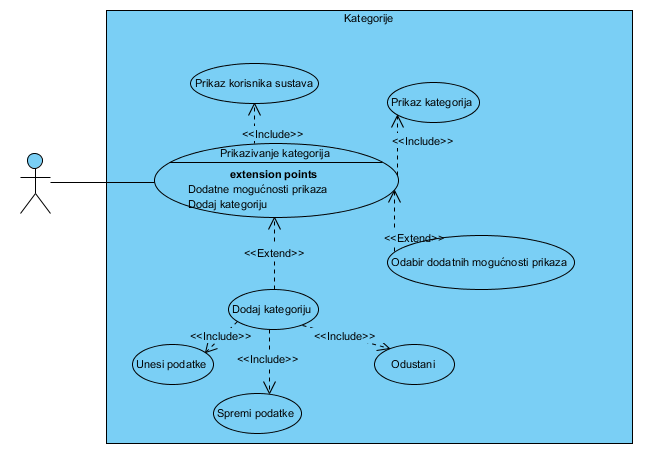 Kategorije
Prikaz korisnika sustava
Prikaz kategorija
<<Include>>
<<Include>>
Prikazivanje kategorija
extension points
Dodatne mogućnosti prikaza
Dodaj kategoriju
<<Extend>>
<<Extend>>
Odabir dodatnih mogućnosti prikaza
Dodaj kategoriju
<<Include>>
<<Include>>
<<Include>>
Unesi podatke
Odustani
Spremi podatke